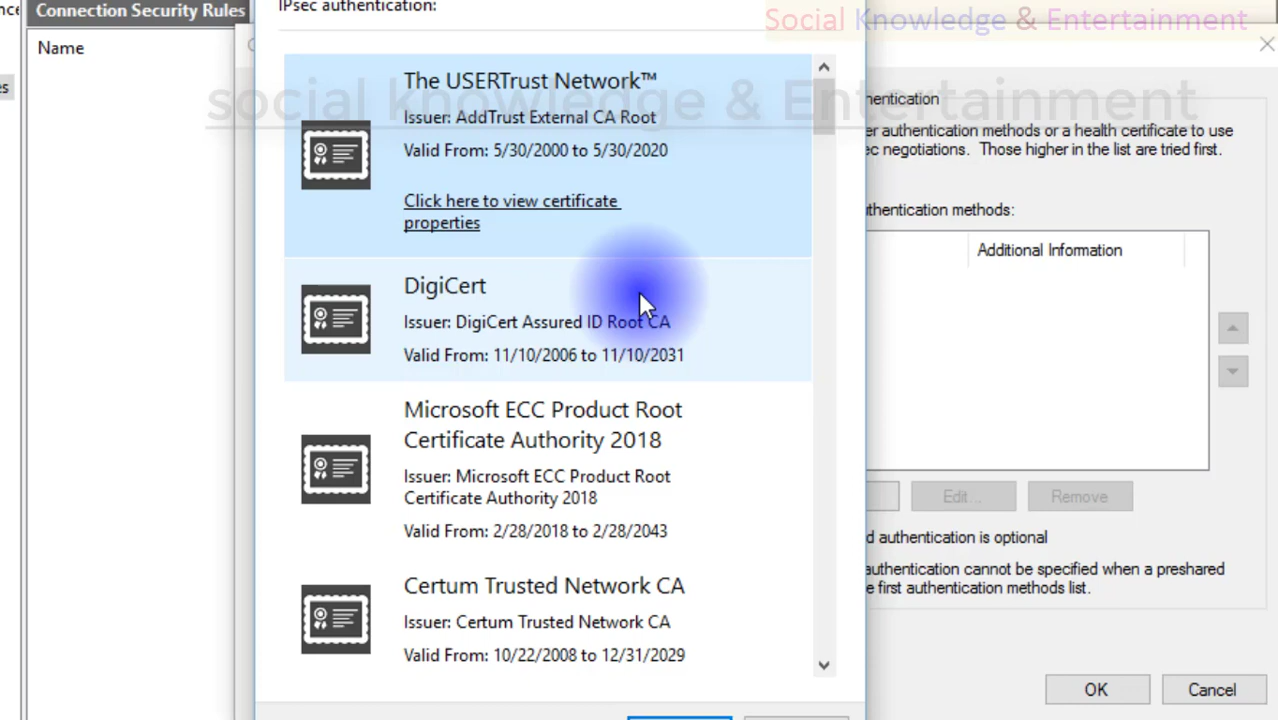 Connection Security Rules
Name
IPsec authentication:
Social Knowledge & Entertainment
social knowledge & Entertainment
The USERTrust Network™
Issuer: AddTrust External CA Root
Valid From: 5/30/2000 to 5/30/2020
Click here to view certificate
properties
DigiCert
Issuer: DigiCert Assured ID Root CA
Valid From: 11/10/2006 to 11/10/2031
Microsoft ECC Product Root
Certificate Authority 2018
Issuer: Microsoft ECC Product Root
Certificate Authority 2018
Valid From: 2/28/2018 to 2/28/2043
Certum Trusted Network CA
Issuer: Certum Trusted Network CA
Valid From: 10/22/2008 to 12/31/2029
authentication methods or a health certificate to use
negotiations. Those higher in the list are tried first.
methods:
Additional Information
Edit...
Remove
authentication is optional
authentication cannot be specified when a preshared
first authentication methods list.
OK
Cancel